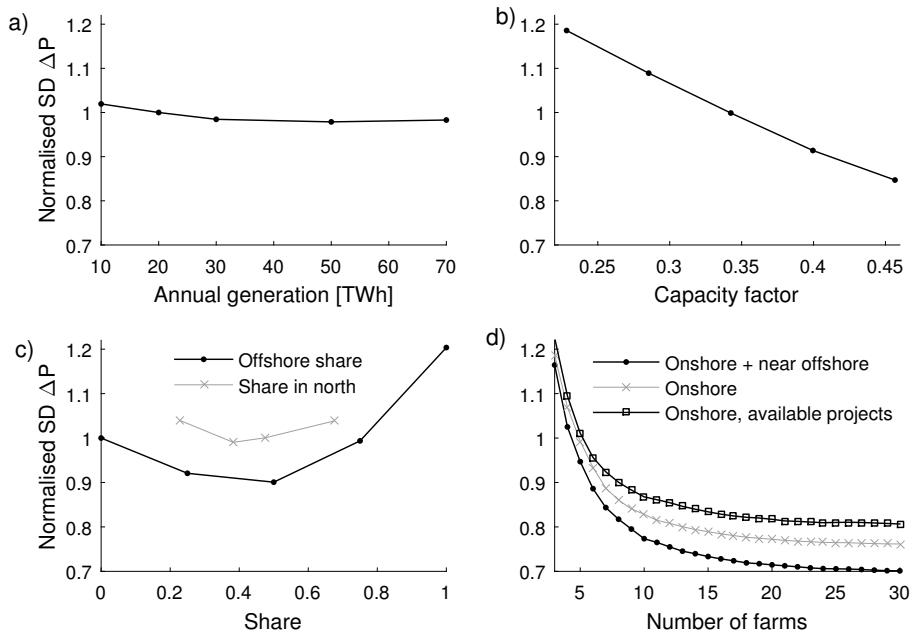 a)
Normalised SD ΔP
1.2
1.1
1
0.9
0.8
0.7
10 20 30 40 50 60 70
Annual generation [TWh]
b)
1.2
1.1
1
0.9
0.8
0.7
0.25 0.3 0.35 0.4 0.45
Capacity factor
c)
Normalised SD ΔP
1.2
1.1
1
0.9
0.8
0.7
Offshore share
Share in north
0 0.2 0.4 0.6 0.8 1
Share
d)
1.2
1.1
1
0.9
0.8
0.7
Onshore + near offshore
Onshore
Onshore, available projects
5 10 15 20 25 30
Number of farms